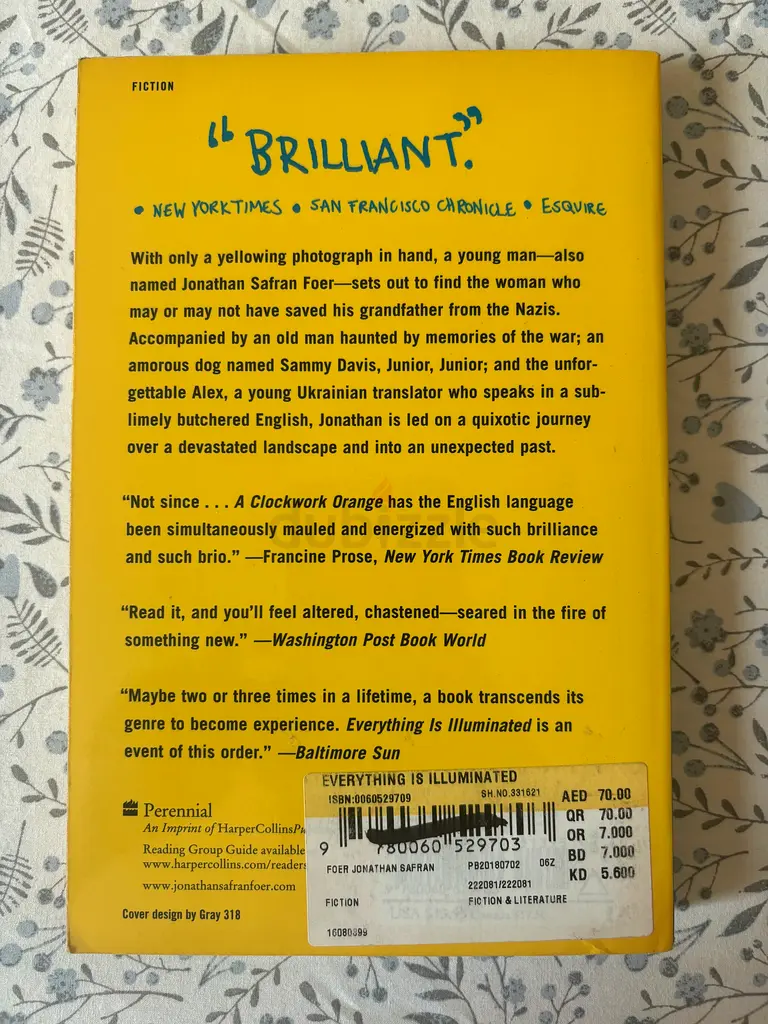 FICTION
“BRILLIANT.”
• NEW YORK TIMES • SAN FRANCISCO CHRONICLE • ESQUIRE
With only a yellowing photograph in hand, a young man—also
named Jonathan Safran Foer—sets out to find the woman who
may or may not have saved his grandfather from the Nazis.
Accompanied by an old man haunted by memories of the war; an
amorous dog named Sammy Davis, Junior, Junior; and the unfor-
gettable Alex, a young Ukrainian translator who speaks in a sub-
limely butchered English, Jonathan is led on a quixotic journey
over a devastated landscape and into an unexpected past.
“Not since . . . A Clockwork Orange has the English language
been simultaneously mauled and energized with such brilliance
and such brio.” —Francine Prose, New York Times Book Review
dubizzle
“Read it, and you’ll feel altered, chastened—seared in the fire of
something new.” —Washington Post Book World
“Maybe two or three times in a lifetime, a book transcends its
genre to become experience. Everything Is Illuminated is an
event of this order.” —Baltimore Sun
Perennial
An Imprint of HarperCollinsPu
Reading Group Guide available
www.harpercollins.com/readers
www.jonathansafranfoer.com
Cover design by Gray 318
EVERYTHING IS ILLUMINATED
ISBN:0060529709 SH.NO.331621
AED 70.00
QR 70.00
OR 7.000
BD 7.000
KD 5.600
9 780060 529703
FOER JONATHAN SAFRAN PB20180702 06Z
222081/222081
FICTION FICTION & LITERATURE
16080899